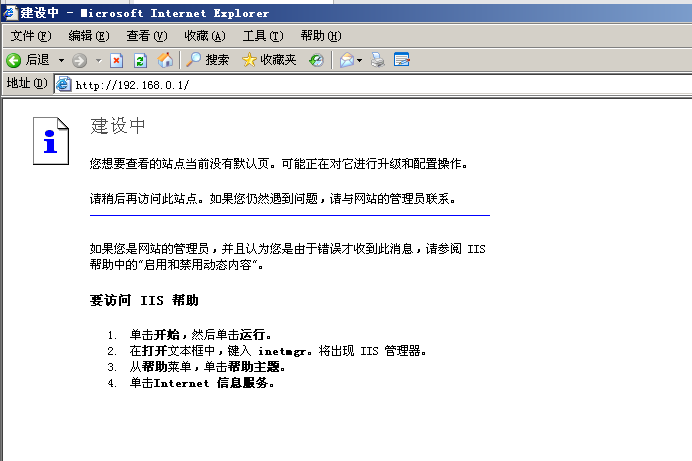 建设中 - Microsoft Internet Explorer
文件(F) 编辑(E) 查看(V) 收藏(A) 工具(T) 帮助(H)
后退 搜索 收藏夹
地址(D) http://192.168.0.1/
建设中
您想要查看的站点当前没有默认页。可能正在对它进行升级和配置操作。
请稍后再访问此站点。如果您仍然遇到问题,请与网站的管理员联系。
如果您是网站的管理员,并且认为您是由于错误才收到此消息,请参阅 IIS
帮助中的"启用和禁用动态内容"。
要访问 IIS 帮助
1. 单击开始,然后单击运行。
2. 在打开文本框中,键入 inetmgr。将出现 IIS 管理器。
3. 从帮助菜单,单击帮助主题。
4. 单击Internet 信息服务。